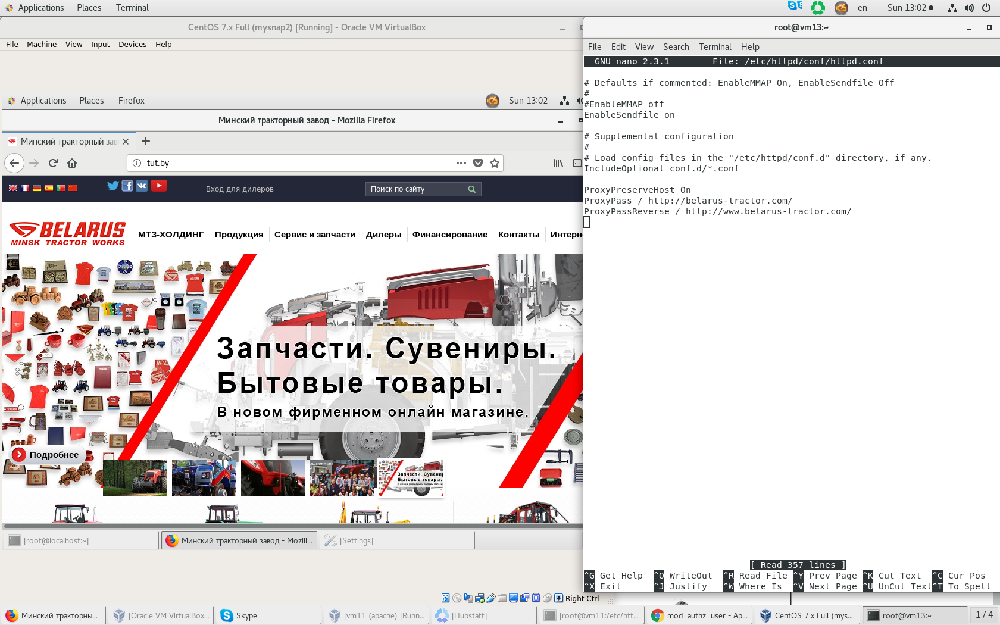 Applications Places Terminal en Sun 13:02
CentOS 7.x Full (mysnap2) [Running] - Oracle VM VirtualBox
File Machine View Input Devices Help
Applications Places Firefox Sun 13:02
Минский тракторный завод - Mozilla Firefox
Минский тракторный зав
tut.by
Вход для дилеров Поиск по сайту
BELARUS
MINSK TRACTOR WORKS
МТЗ-ХОЛДИНГ Продукция Сервис и запчасти Дилеры Финансирование Контакты Интерн
Запчасти. Сувениры.
Бытовые товары.
В новом фирменном онлайн магазине.
Подробнее
Запчасти. Сувенир
Бытовые товары.
[root@localhost:~] Минский тракторный завод - Mozill... [Settings]
Right Ctrl
root@vm13:~
File Edit View Search Terminal Help
GNU nano 2.3.1 File: /etc/httpd/conf/httpd.conf
# Defaults if commented: EnableMMAP On, EnableSendfile Off
#
#EnableMMAP off
EnableSendfile on
# Supplemental configuration
#
# Load config files in the "/etc/httpd/conf.d" directory, if any.
IncludeOptional conf.d/*.conf
ProxyPreserveHost On
ProxyPass / http://belarus-tractor.com/
ProxyPassReverse / http://www.belarus-tractor.com/
[ Read 357 lines ]
^G Get Help ^O WriteOut ^R Read File ^Y Prev Page ^K Cut Text ^C Cur Pos
^X Exit ^J Justify ^W Where Is ^V Next Page ^U UnCut Text ^T To Spell
Минский тракторны... [Oracle VM VirtualBox... Skype [vm11 (apache) [Runn... [Hubstaff] [root@vm11:/etc/htt... mod_authz_user - Ap... CentOS 7.x Full (mys... root@vm13:~ 1 / 4